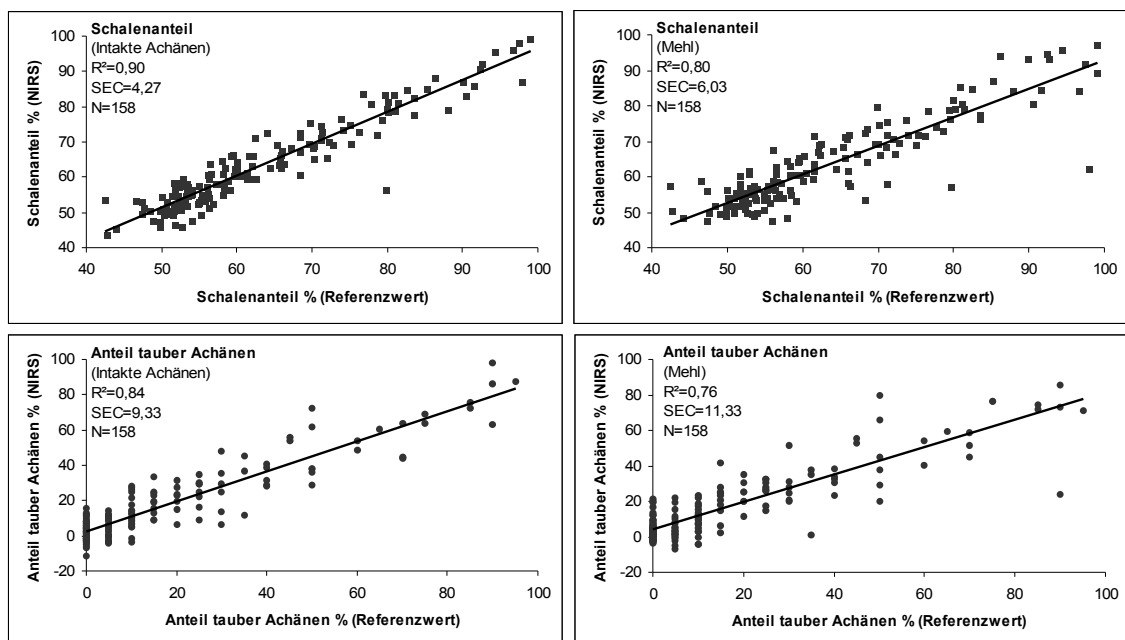 Schalenanteil
(Intakte Achänen)
R²=0,90
SEC=4,27
N=158
Schalenanteil % (NIRS)
100
90
80
70
60
50
40
40 50 60 70 80 90 100
Schalenanteil % (Referenzwert)
Schalenanteil
(Mehl)
R²=0,80
SEC=6,03
N=158
Schalenanteil % (NIRS)
100
90
80
70
60
50
40
40 50 60 70 80 90 100
Schalenanteil % (Referenzwert)
Anteil tauber Achänen
(Intakte Achänen)
R²=0,84
SEC=9,33
N=158
Anteil tauber Achänen % (NIRS)
100
80
60
40
20
0
-20
0 20 40 60 80 100
Anteil tauber Achänen % (Referenzwert)
Anteil tauber Achänen
(Mehl)
R²=0,76
SEC=11,33
N=158
Anteil tauber Achänen % (NIRS)
100
80
60
40
20
0
-20
0 20 40 60 80 100
Anteil tauber Achänen % (Referenzwert)